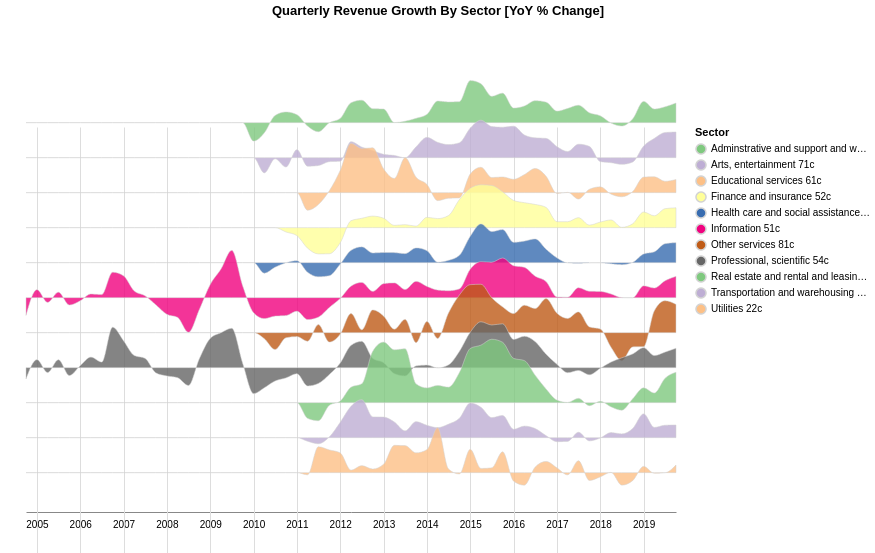 Quarterly Revenue Growth By Sector [YoY % Change]
Sector
Adminstrative and support and w…
Arts, entertainment 71c
Educational services 61c
Finance and insurance 52c
Health care and social assistance…
Information 51c
Other services 81c
Professional, scientific 54c
Real estate and rental and leasin…
Transportation and warehousing …
Utilities 22c
2005 2006 2007 2008 2009 2010 2011 2012 2013 2014 2015 2016 2017 2018 2019